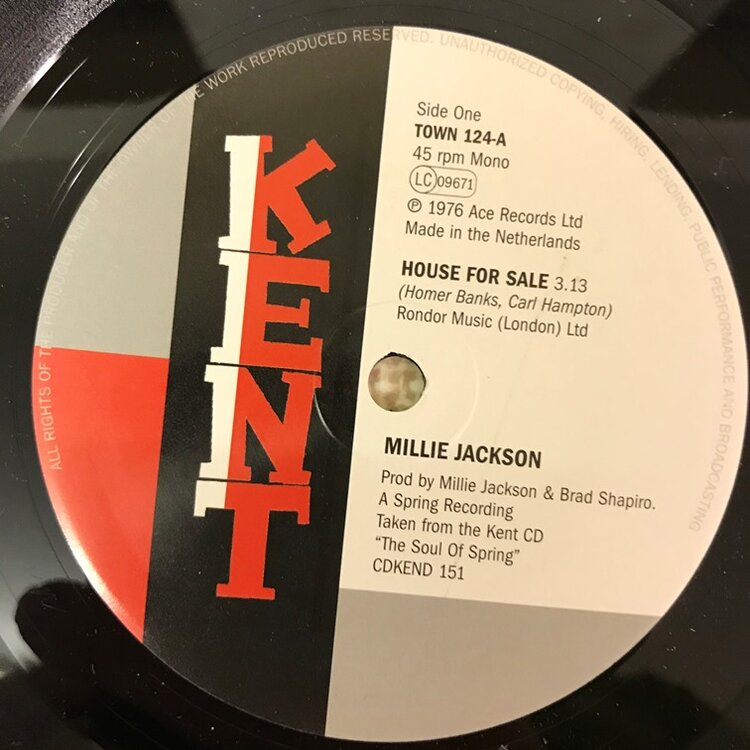 ALL RIGHTS OF THE PRODUCER AND OF THE OWNER OF THE WORK REPRODUCED RESERVED. UNAUTHORIZED COPYING, HIRING, LENDING, PUBLIC PERFORMANCE AND BROADCASTING
KENT
Side One
TOWN 124-A
45 rpm Mono
LC 09671
℗ 1976 Ace Records Ltd
Made in the Netherlands
HOUSE FOR SALE 3.13
(Homer Banks, Carl Hampton)
Rondor Music (London) Ltd
MILLIE JACKSON
Prod by Millie Jackson & Brad Shapiro.
A Spring Recording
Taken from the Kent CD
"The Soul Of Spring"
CDKEND 151